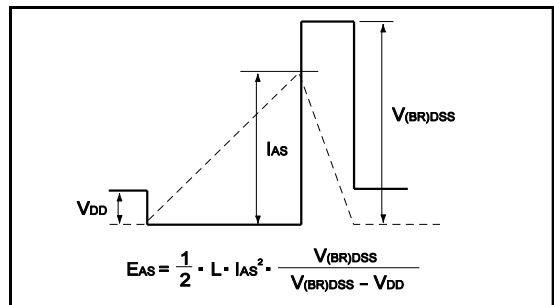 V(BR)DSS
IAS
VDD
EAS = 1/2 · L · IAS² · V(BR)DSS / V(BR)DSS – VDD